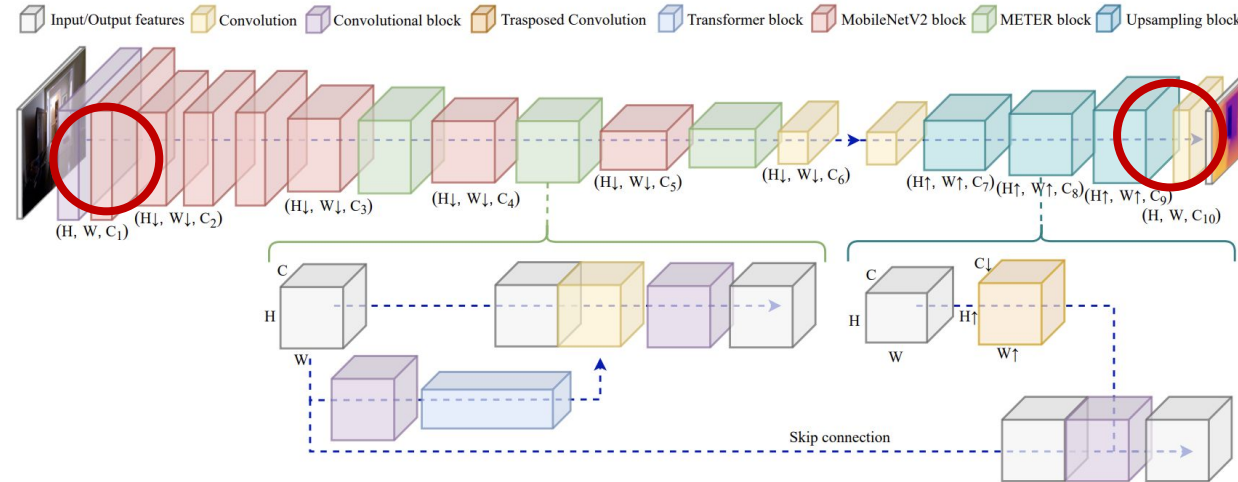 Input/Output features
Convolution
Convolutional block
Trasposed Convolution
Transformer block
MobileNetV2 block
METER block
Upsampling block
(H, W, C₁)
(H↓, W↓, C₂)
(H↓, W↓, C₃)
(H↓, W↓, C₄)
(H↓, W↓, C₅)
(H↓, W↓, C₆)
(H↑, W↑, C₇)
(H↑, W↑, C₈)
(H↑, W↑, C₉)
(H, W, C₁₀)
C
H
W
C
H
W
C↓
H↑
W↑
Skip connection